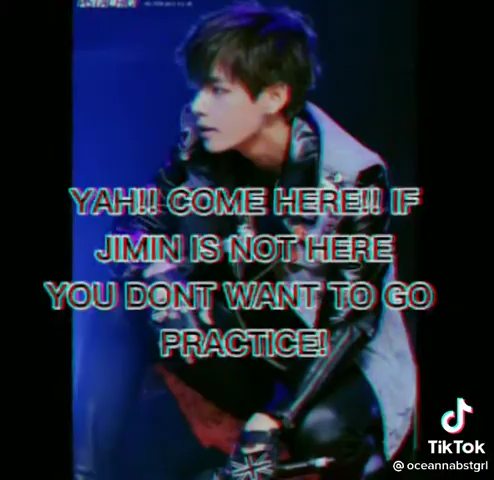 YAH!! COME HERE!! IF
JIMIN IS NOT HERE
YOU DONT WANT TO GO
PRACTICE!
TikTok
@oceannabstgrl